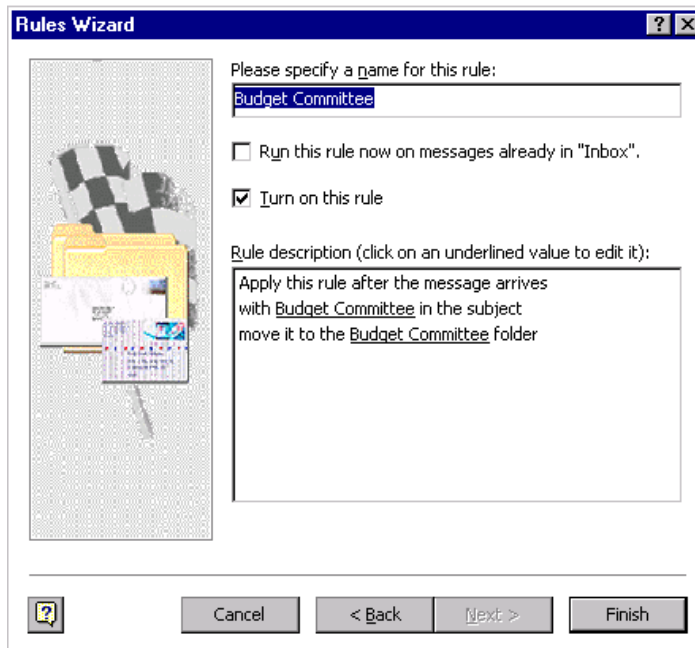 Rules Wizard
Please specify a name for this rule:
Budget Committee
Run this rule now on messages already in "Inbox".
Turn on this rule
Rule description (click on an underlined value to edit it):
Apply this rule after the message arrives
with Budget Committee in the subject
move it to the Budget Committee folder
Cancel
< Back
Next >
Finish